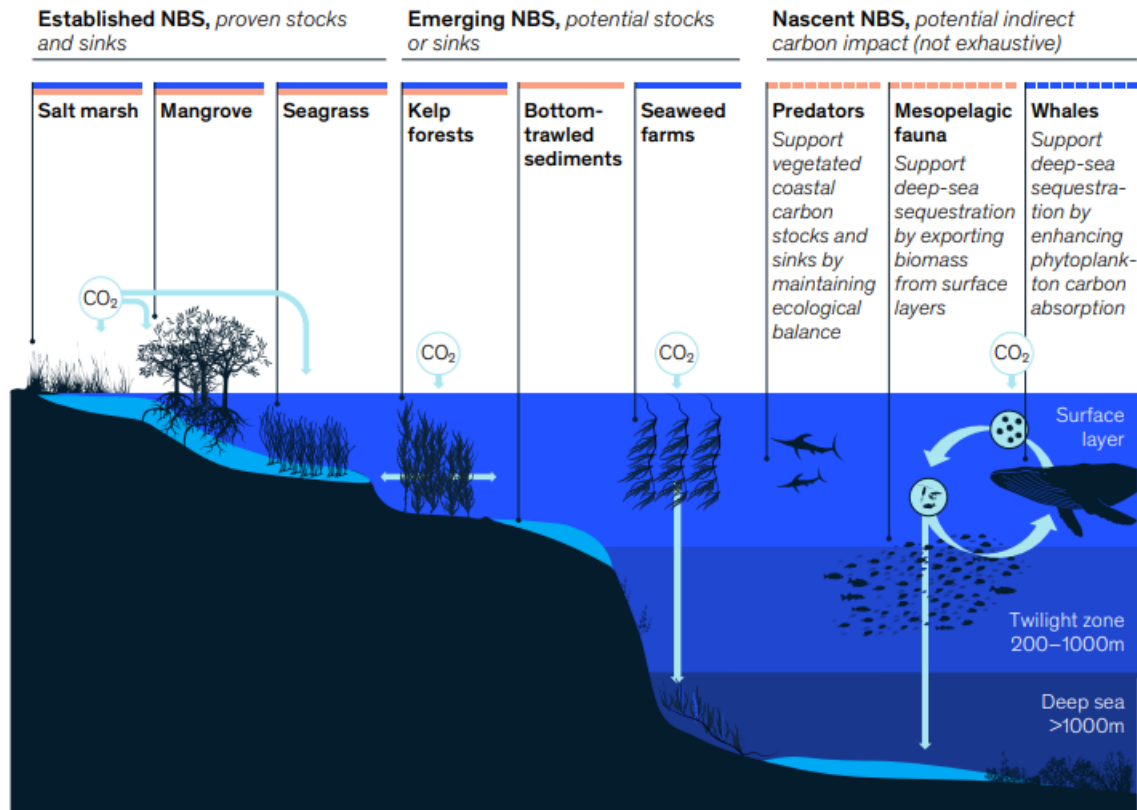 Established NBS, proven stocks
and sinks
Emerging NBS, potential stocks
or sinks
Nascent NBS, potential indirect
carbon impact (not exhaustive)
Salt marsh
Mangrove
Seagrass
Kelp
forests
Bottom-
trawled
sediments
Seaweed
farms
Predators
Support
vegetated
coastal
carbon
stocks and
sinks by
maintaining
ecological
balance
Mesopelagic
fauna
Support
deep-sea
sequestration
by exporting
biomass
from surface
layers
Whales
Support
deep-sea
sequestra-
tion by
enhancing
phytoplank-
ton carbon
absorption
CO₂
CO₂
CO₂
CO₂
Surface
layer
Twilight zone
200–1000m
Deep sea
>1000m